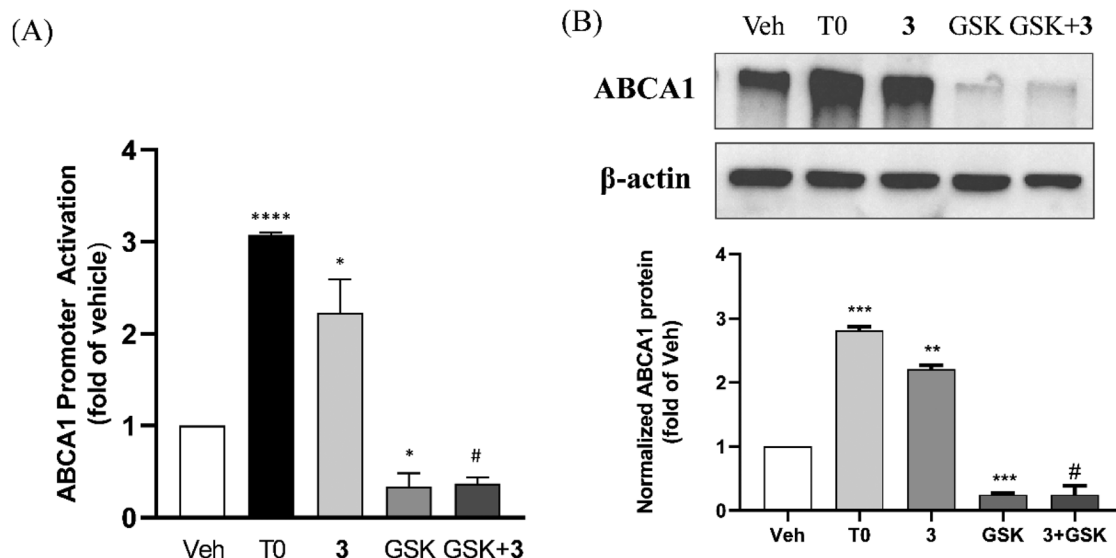 (A)
ABCA1 Promoter Activation
(fold of vehicle)
4
3
2
1
0
****
*
*
#
Veh T0 3 GSK GSK+3
(B)
Veh T0 3 GSK GSK+3
ABCA1
β-actin
Normalized ABCA1 protein
(fold of Veh)
4
3
2
1
0
***
**
***
#
Veh T0 3 GSK 3+GSK